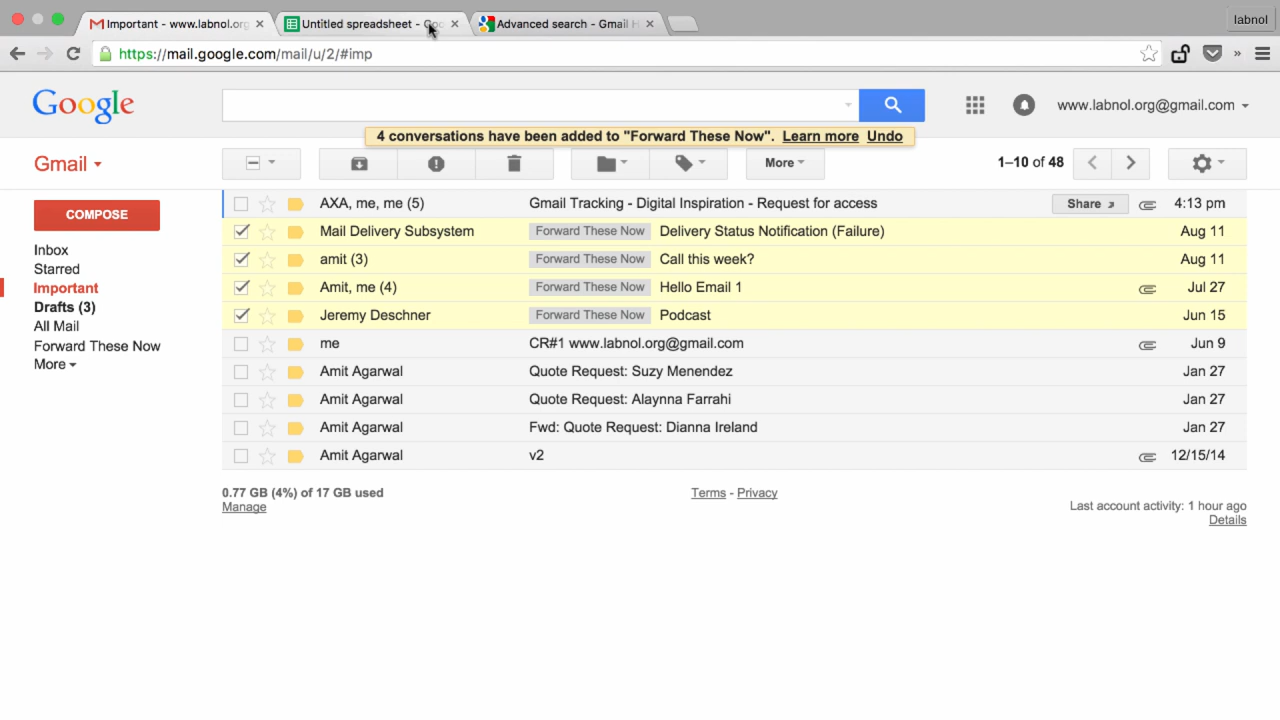 Important - www.labnol.org
Untitled spreadsheet - Goo
Advanced search - Gmail H
labnol
https://mail.google.com/mail/u/2/#imp
»
Google
www.labnol.org@gmail.com
4 conversations have been added to "Forward These Now". Learn more Undo
Gmail
More
1–10 of 48
COMPOSE
Inbox
Starred
Important
Drafts (3)
All Mail
Forward These Now
More
AXA, me, me (5) Gmail Tracking - Digital Inspiration - Request for access Share 4:13 pm
Mail Delivery Subsystem Forward These Now Delivery Status Notification (Failure) Aug 11
amit (3) Forward These Now Call this week? Aug 11
Amit, me (4) Forward These Now Hello Email 1 Jul 27
Jeremy Deschner Forward These Now Podcast Jun 15
me CR#1 www.labnol.org@gmail.com Jun 9
Amit Agarwal Quote Request: Suzy Menendez Jan 27
Amit Agarwal Quote Request: Alaynna Farrahi Jan 27
Amit Agarwal Fwd: Quote Request: Dianna Ireland Jan 27
Amit Agarwal v2 12/15/14
0.77 GB (4%) of 17 GB used
Manage
Terms - Privacy
Last account activity: 1 hour ago
Details